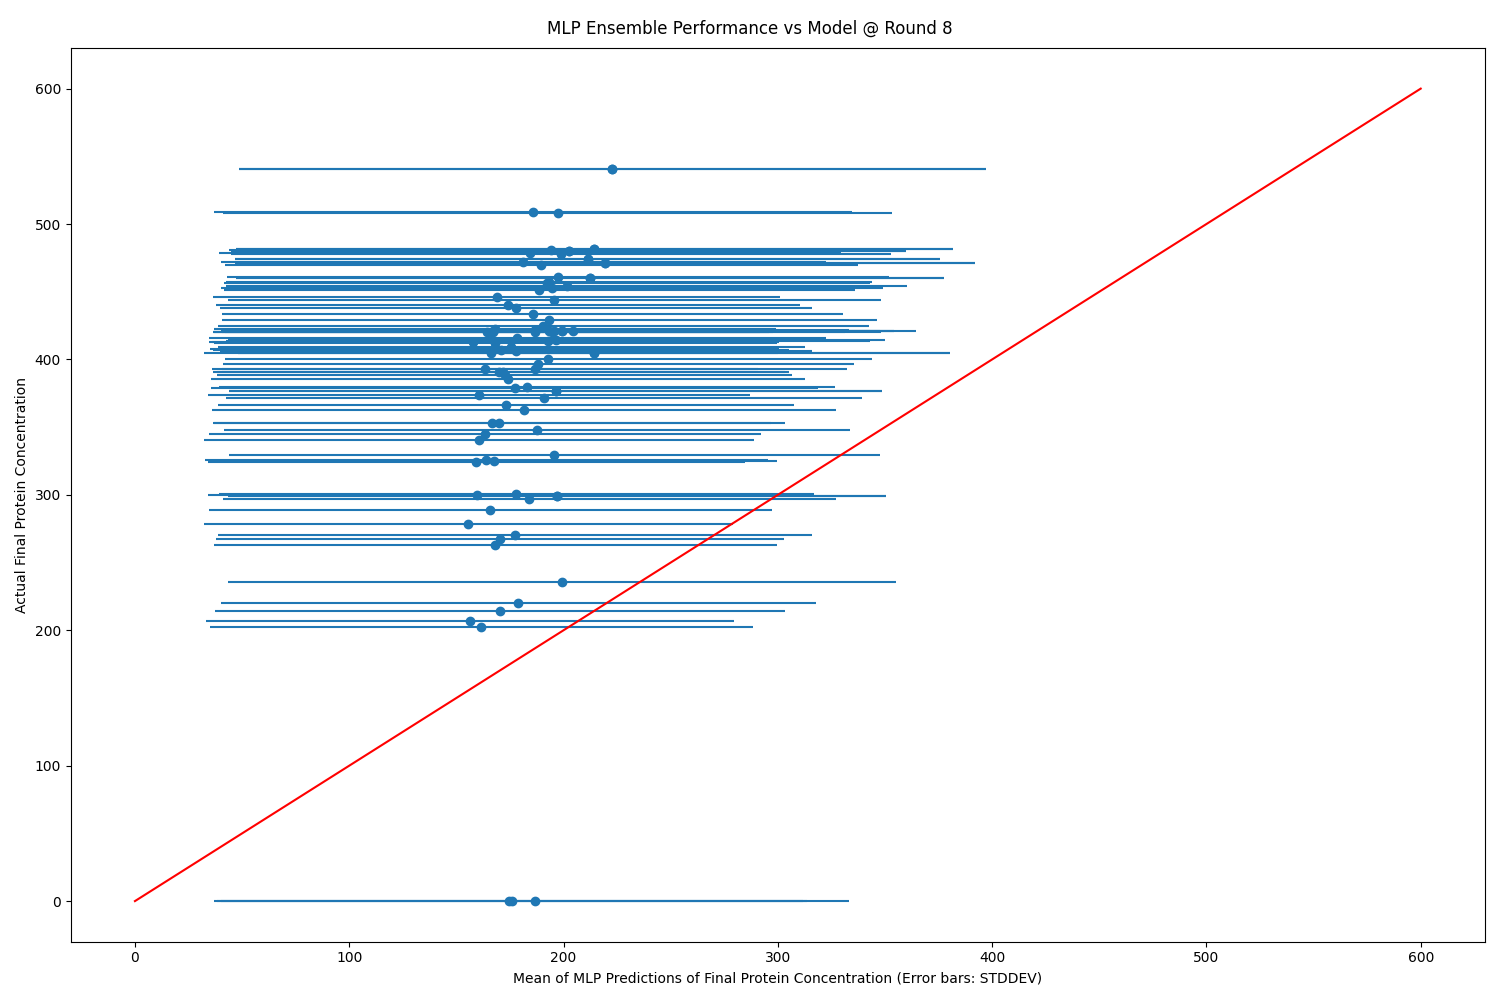 MLP Ensemble Performance vs Model @ Round 8
Actual Final Protein Concentration
600
500
400
300
200
100
0
0 100 200 300 400 500 600
Mean of MLP Predictions of Final Protein Concentration (Error bars: STDDEV)